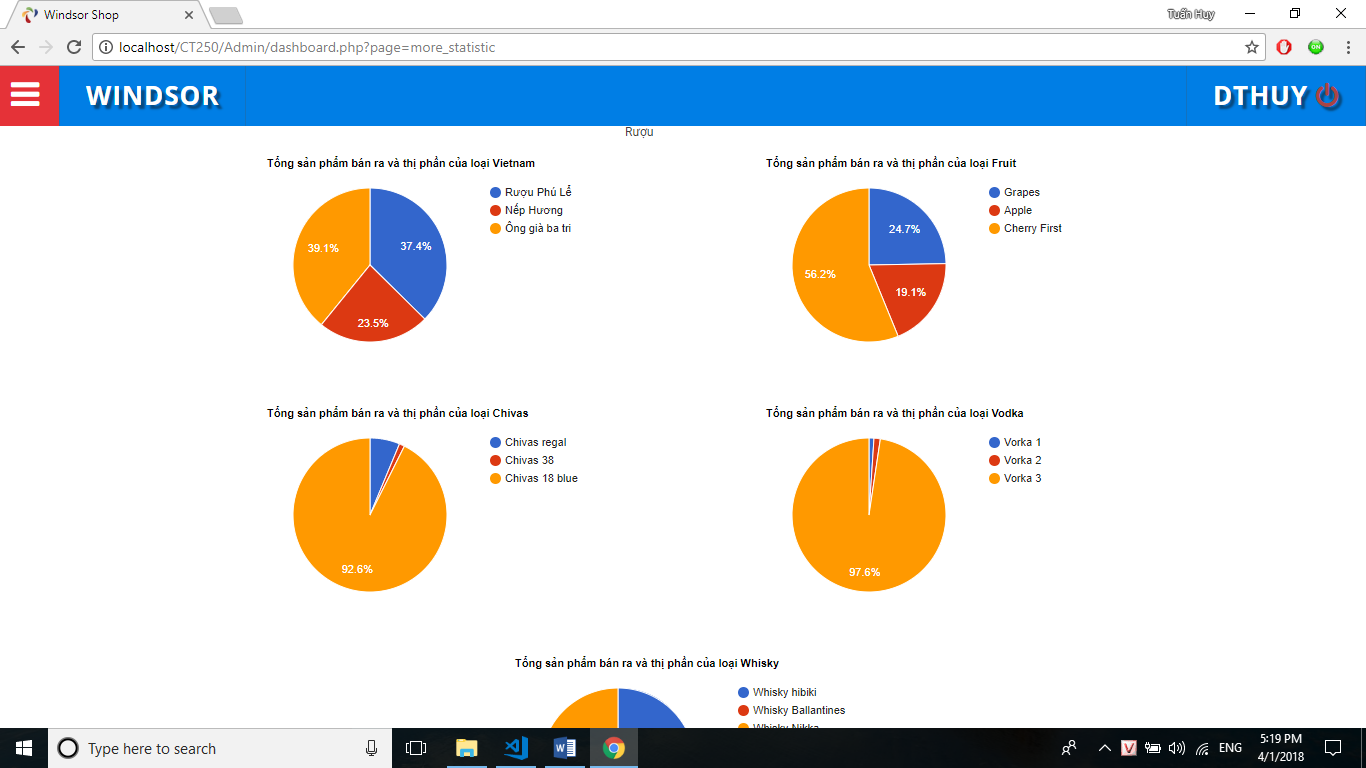 Windsor Shop
Tuấn Huy
localhost/CT250/Admin/dashboard.php?page=more_statistic
ON
WINDSOR
DTHUY
Rượu
Tổng sản phẩm bán ra và thị phần của loại Vietnam
Rượu Phú Lể
Nếp Hương
Ông già ba tri
37.4%
39.1%
23.5%
Tổng sản phẩm bán ra và thị phần của loại Fruit
Grapes
Apple
Cherry First
24.7%
56.2%
19.1%
Tổng sản phẩm bán ra và thị phần của loại Chivas
Chivas regal
Chivas 38
Chivas 18 blue
92.6%
Tổng sản phẩm bán ra và thị phần của loại Vodka
Vorka 1
Vorka 2
Vorka 3
97.6%
Tổng sản phẩm bán ra và thị phần của loại Whisky
Whisky hibiki
Whisky Ballantines
Whisky Nikka
Type here to search
V
ENG
5:19 PM
4/1/2018